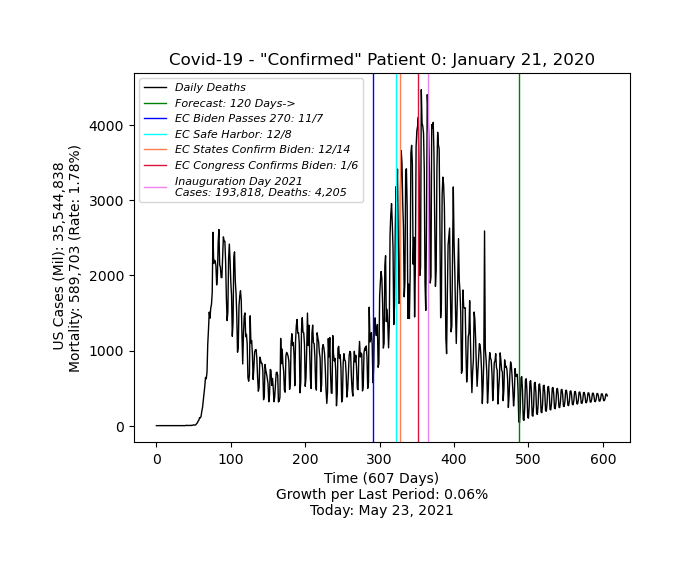 Covid-19 - "Confirmed" Patient 0: January 21, 2020
Daily Deaths
Forecast: 120 Days->
EC Biden Passes 270: 11/7
EC Safe Harbor: 12/8
EC States Confirm Biden: 12/14
EC Congress Confirms Biden: 1/6
Inauguration Day 2021
Cases: 193,818, Deaths: 4,205
US Cases (Mil): 35,544,838
Mortality: 589,703 (Rate: 1.78%)
4000
3000
2000
1000
0
0 100 200 300 400 500 600
Time (607 Days)
Growth per Last Period: 0.06%
Today: May 23, 2021